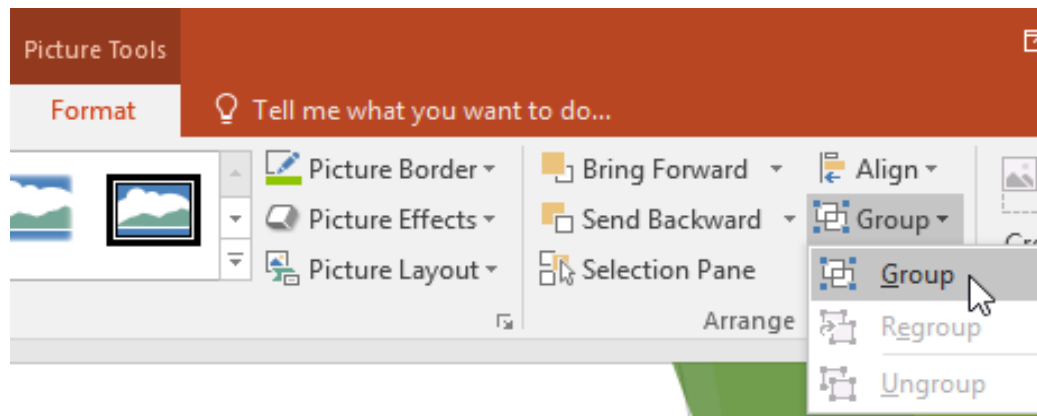 Picture Tools
Format
Tell me what you want to do...
Picture Border
Bring Forward
Align
Picture Effects
Send Backward
Group
Picture Layout
Selection Pane
Group
Arrange
Regroup
Ungroup